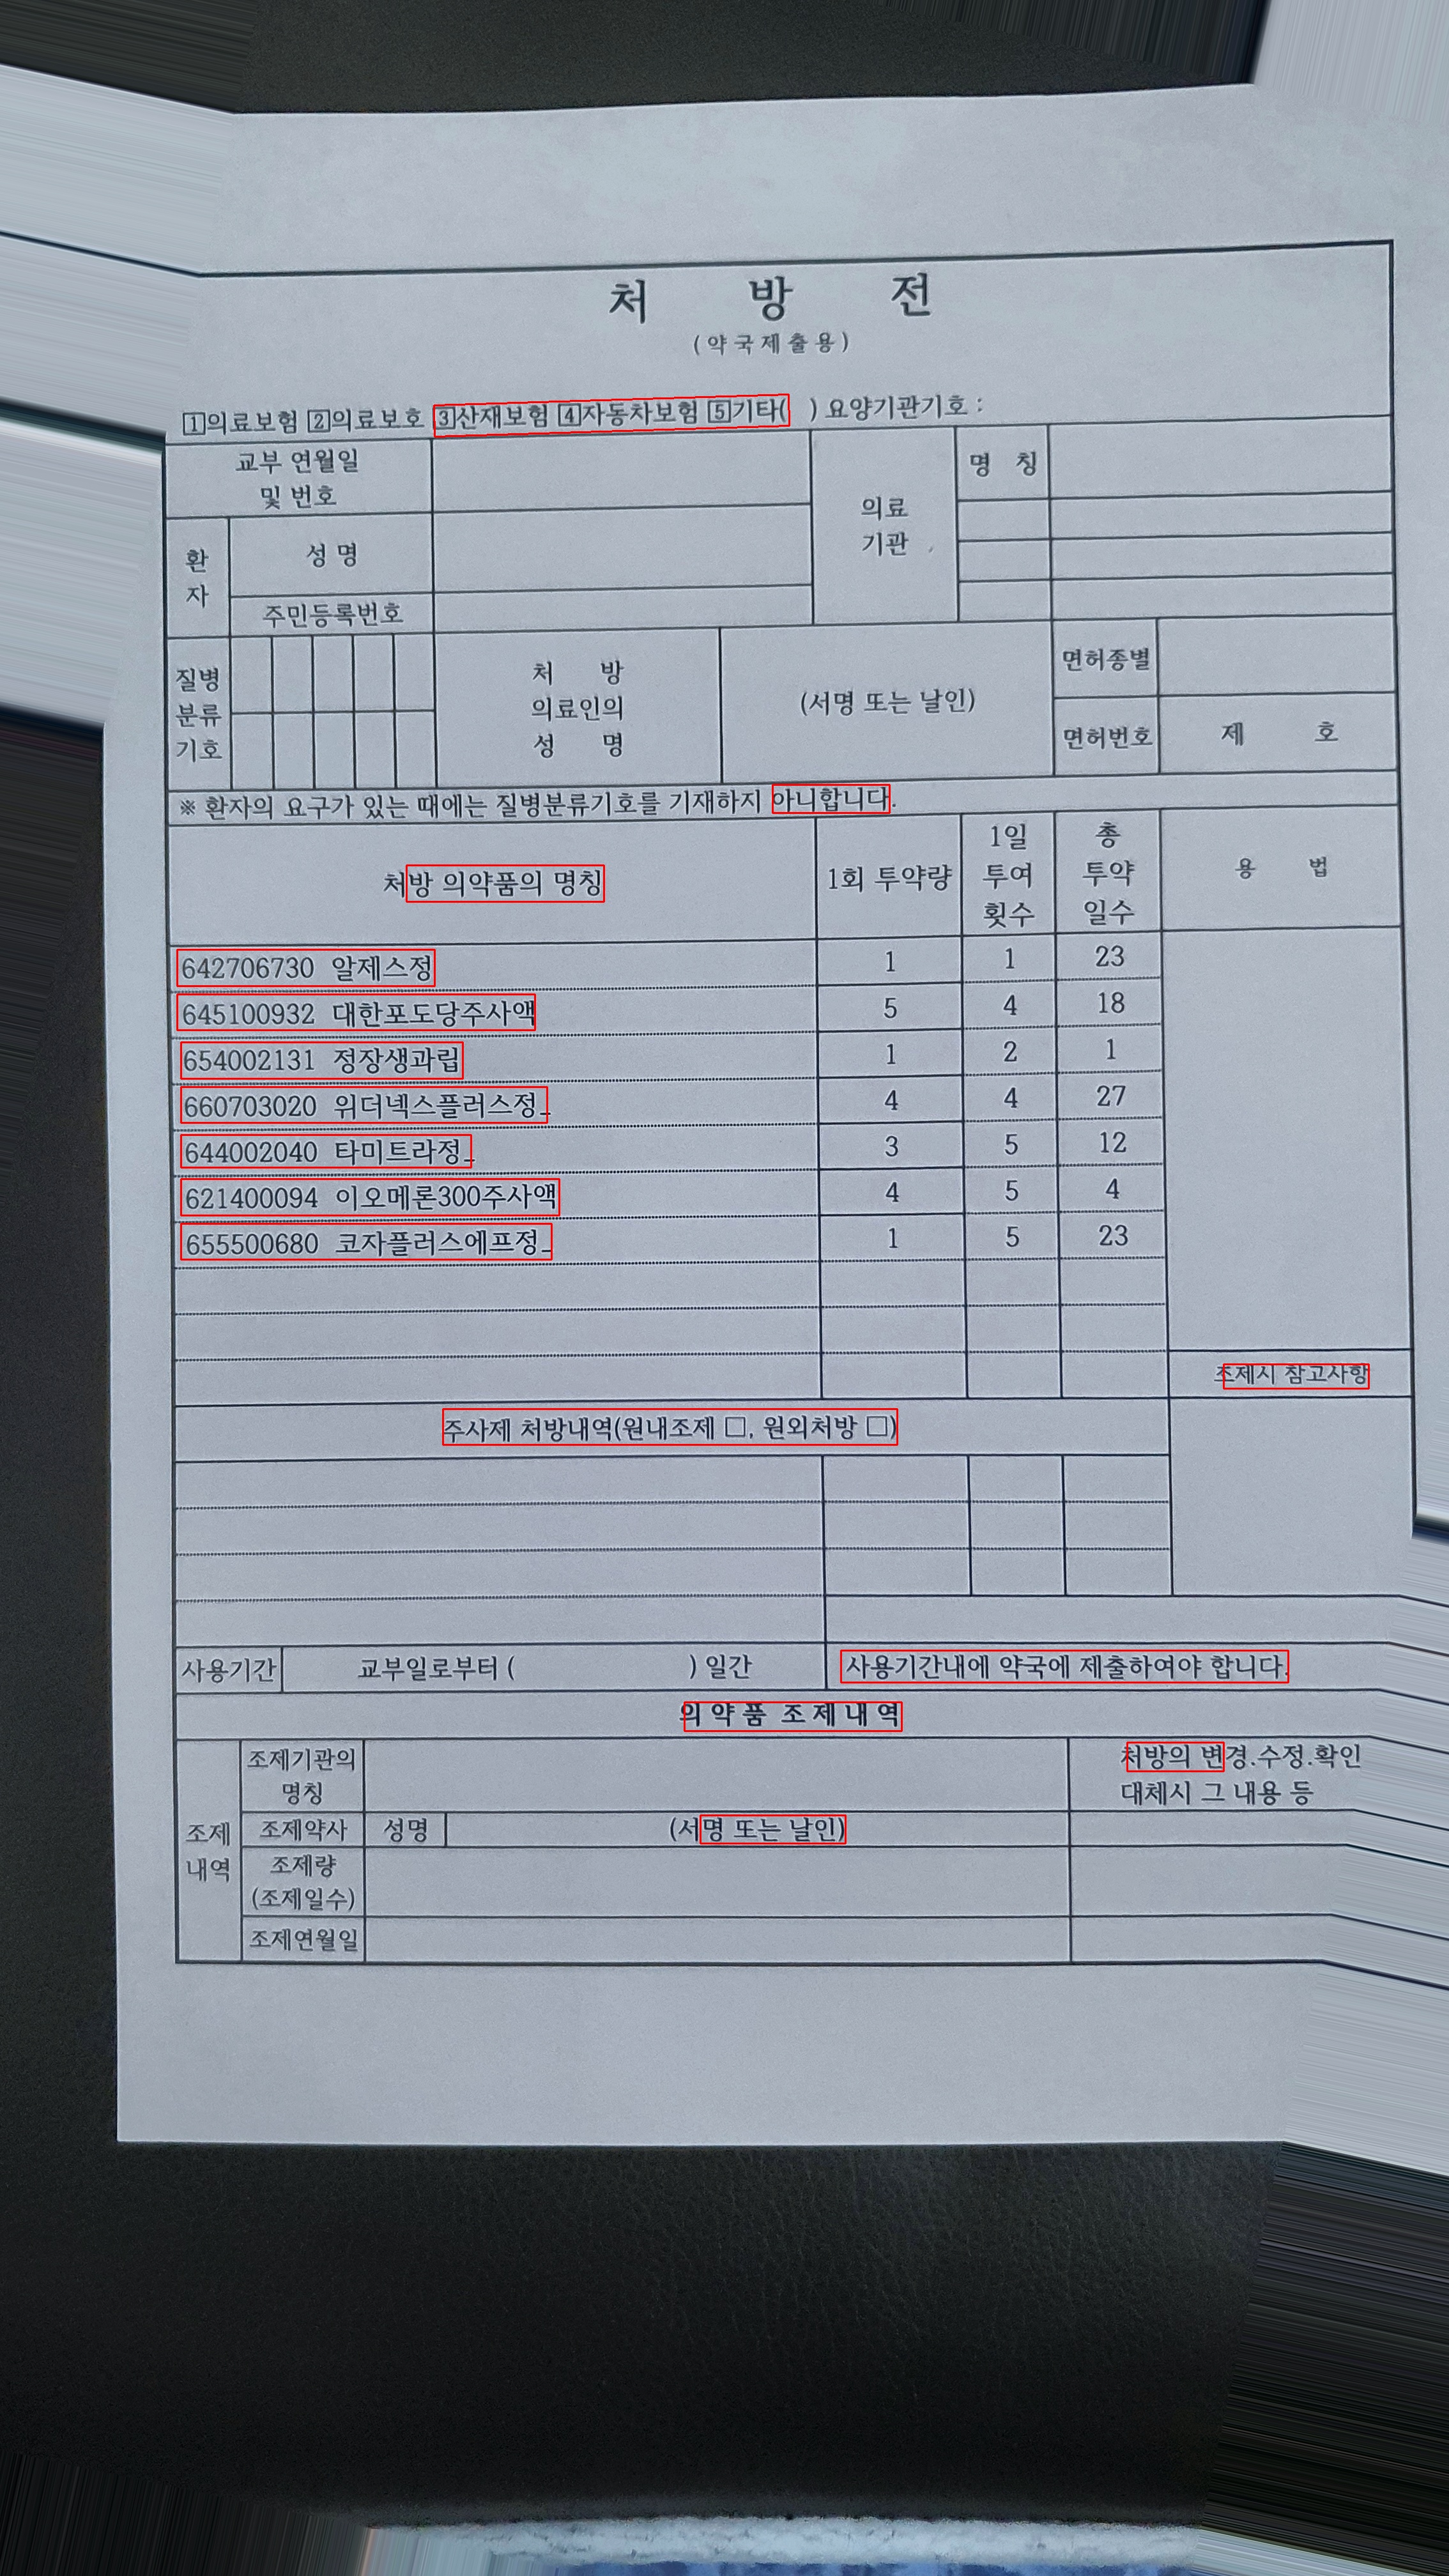 처 방 전
(약국제출용)
1의료보험 2의료보호 3산재보험 4자동차보험 5기타( ) 요양기관기호 :
교부 연월일
및 번호
의료
기관
명 칭
환
자
성 명
주민등록번호
질병
분류
기호
처 방
의료인의
성 명
(서명 또는 날인)
면허종별
면허번호
제 호
※ 환자의 요구가 있는 때에는 질병분류기호를 기재하지 아니합니다.
처방 의약품의 명칭
1회 투약량
1일
투여
횟수
총
투약
일수
용 법
642706730 알제스정 1 1 23
645100932 대한포도당주사액 5 4 18
654002131 정장생과립 1 2 1
660703020 위더넥스플러스정_ 4 4 27
644002040 타미트라정_ 3 5 12
621400094 이오메론300주사액 4 5 4
655500680 코자플러스에프정_ 1 5 23
조제시 참고사항
주사제 처방내역(원내조제 □, 원외처방 □)
사용기간 교부일로부터 ( ) 일간 사용기간내에 약국에 제출하여야 합니다.
의 약 품 조 제 내 역
조제
내역
조제기관의
명칭
처방의 변경.수정.확인
대체시 그 내용 등
조제약사 성명 (서명 또는 날인)
조제량
(조제일수)
조제연월일